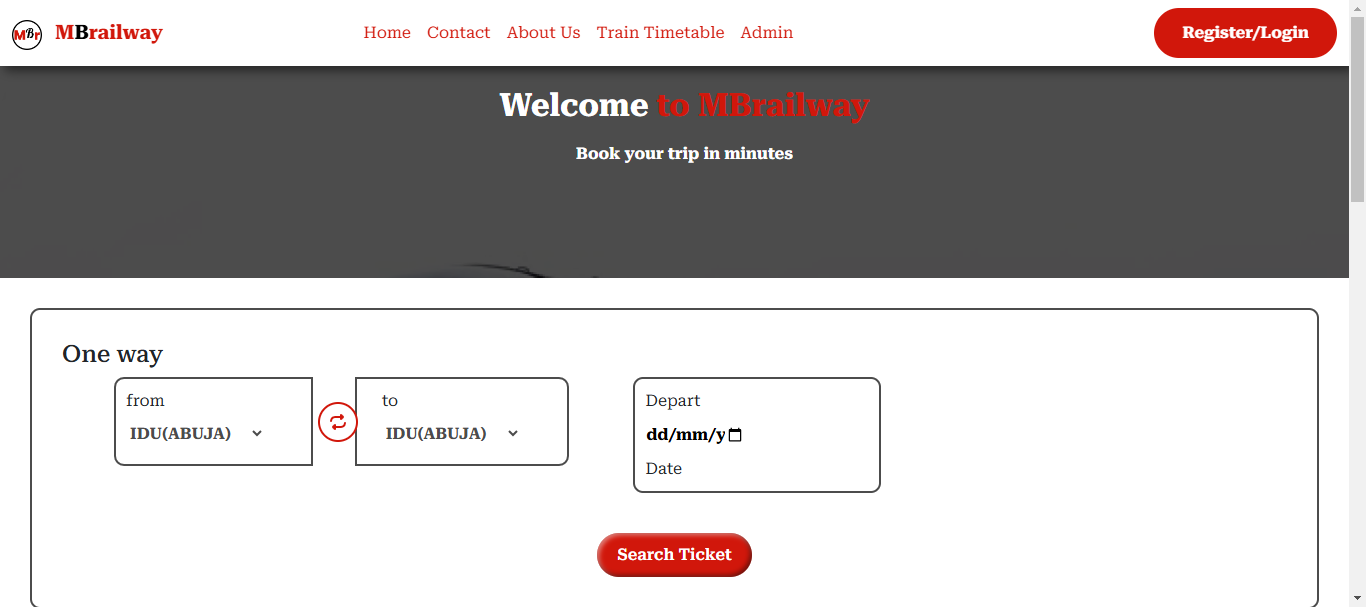 MBr MBrailway Home Contact About Us Train Timetable Admin Register/Login
Welcome to MBrailway
Book your trip in minutes
One way
from
IDU(ABUJA)
to
IDU(ABUJA)
Depart
dd/mm/y
Date
Search Ticket